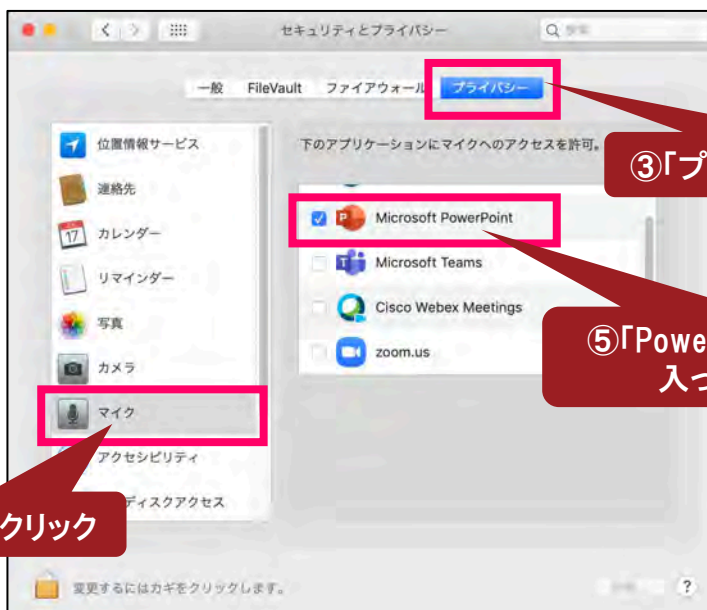 セキュリティとプライバシー
検索
一般 FileVault ファイアウォール プライバシー
位置情報サービス
連絡先
17 カレンダー
リマインダー
写真
カメラ
マイク
アクセシビリティ
ディスクアクセス
下のアプリケーションにマイクへのアクセスを許可。
Microsoft PowerPoint
Microsoft Teams
Cisco Webex Meetings
zoom.us
③「プ
⑤「Powe
入っ
クリック
変更するにはカギをクリックします。
?